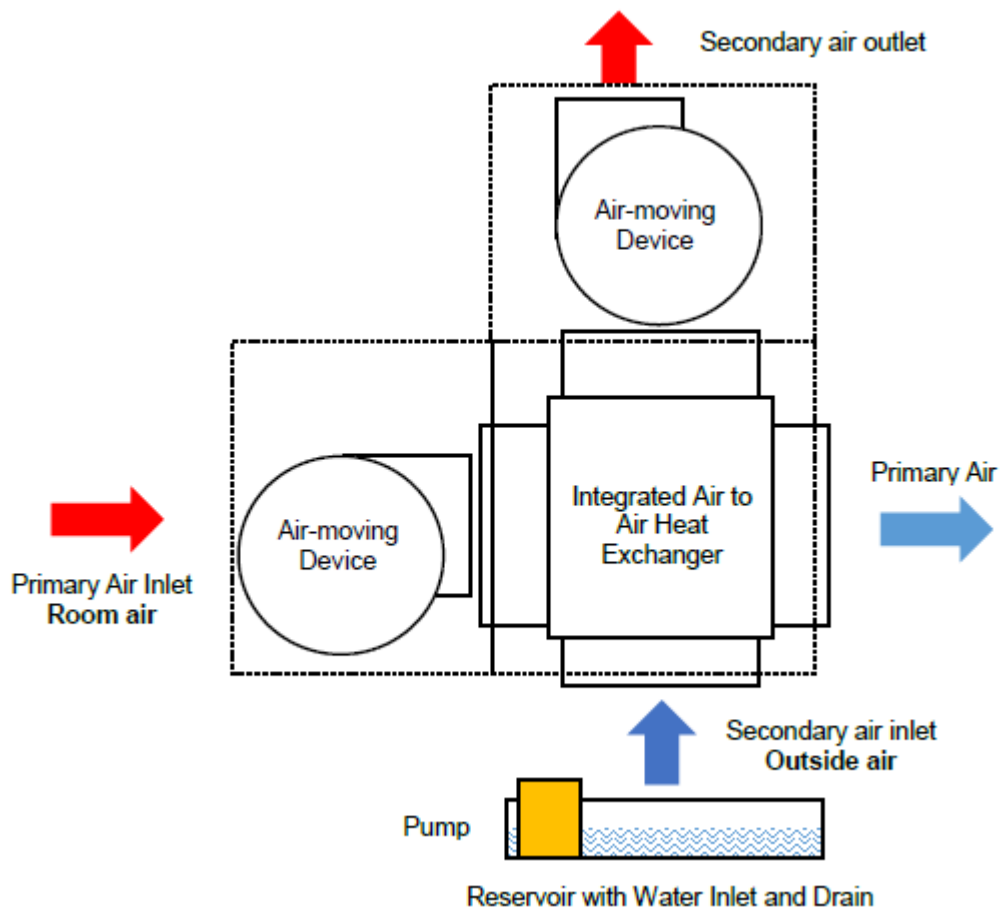 Secondary air outlet
Air-moving
Device
Integrated Air to
Air Heat
Exchanger
Primary Air
Air-moving
Device
Primary Air Inlet
Room air
Secondary air inlet
Outside air
Pump
Reservoir with Water Inlet and Drain